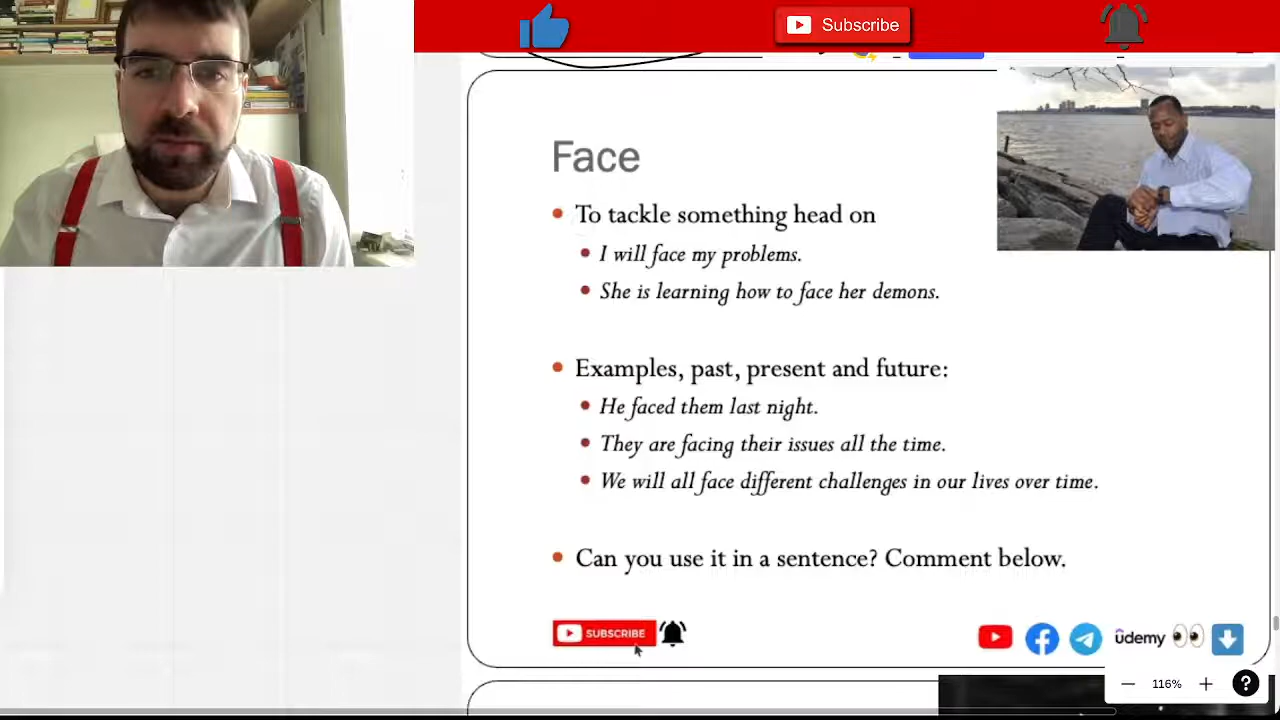 Subscribe
Face
To tackle something head on
I will face my problems.
She is learning how to face her demons.
Examples, past, present and future:
He faced them last night.
They are facing their issues all the time.
We will all face different challenges in our lives over time.
Can you use it in a sentence? Comment below.
SUBSCRIBE
ûdemy
116%